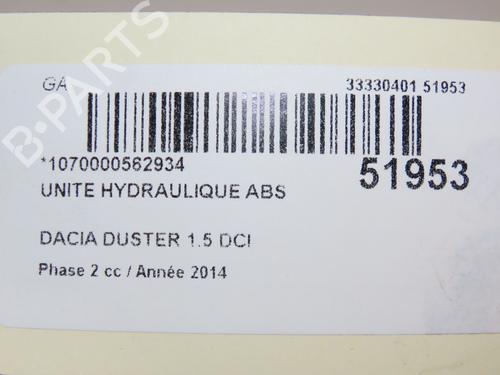 GA
33330401 51953
B-PARTS
*1070000562934
51953
UNITE HYDRAULIQUE ABS
DACIA DUSTER 1.5 DCI
Phase 2 cc / Année 2014